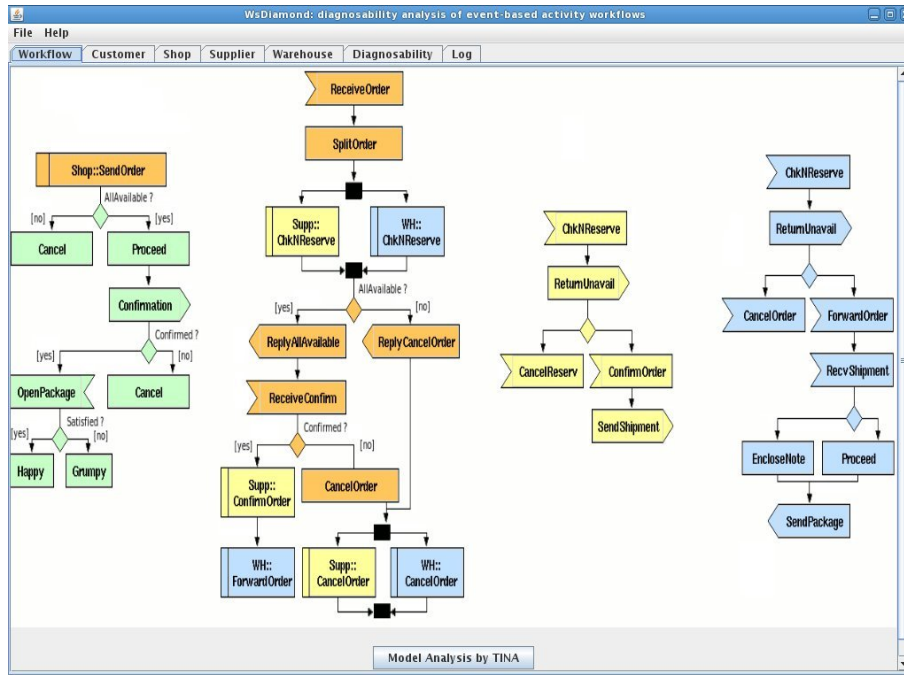 WsDiamond: diagnosability analysis of event-based activity workflows
File Help
Workflow Customer Shop Supplier Warehouse Diagnosability Log
Shop::SendOrder
AllAvailable ?
[no] [yes]
Cancel Proceed
Confirmation
Confirmed ?
[yes] [no]
OpenPackage Cancel
Satisfied ?
[yes] [no]
Happy Grumpy
ReceiveOrder
SplitOrder
Supp::
ChkNReserve
WH::
ChkNReserve
AllAvailable ?
[yes] [no]
ReplyAllAvailable ReplyCancelOrder
ReceiveConfirm
Confirmed ?
[yes] [no]
Supp::
ConfirmOrder
CancelOrder
WH::
ForwardOrder
Supp::
CancelOrder
WH::
CancelOrder
ChkNReserve
ReturnUnavail
CancelReserv ConfirmOrder
SendShipment
ChkNReserve
ReturnUnavail
CancelOrder ForwardOrder
RecvShipment
EncloseNote Proceed
SendPackage
Model Analysis by TINA